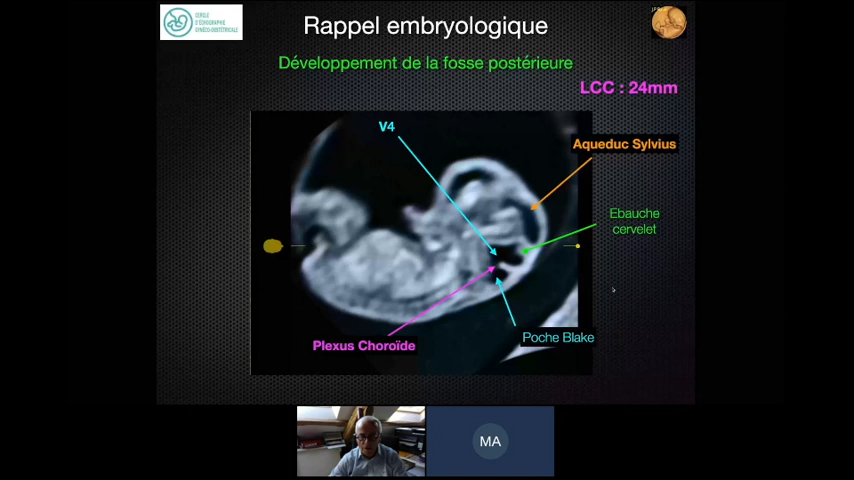 CERCLE
D'ÉCHOGRAPHIE
GYNÉCO-OBSTÉTRICALE
Rappel embryologique
Développement de la fosse postérieure
LCC : 24mm
V4
Aqueduc Sylvius
Ebauche
cervelet
Poche Blake
Plexus Choroïde
MA